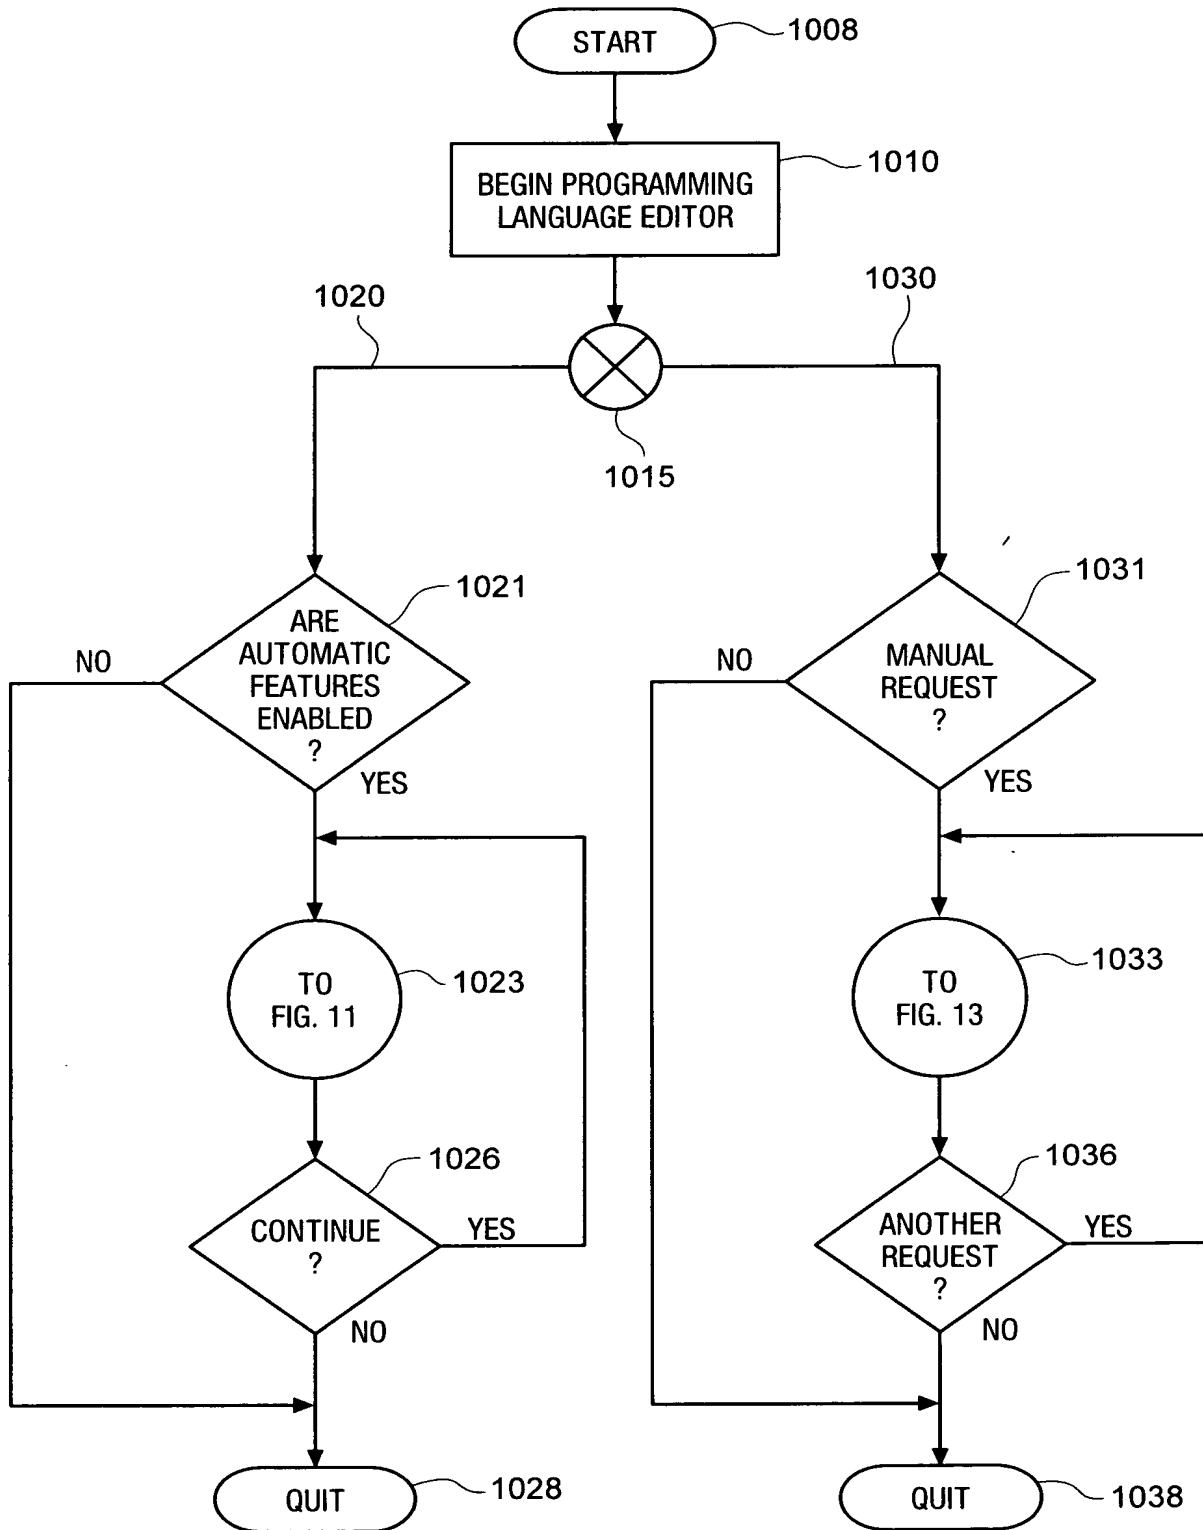 START
1008
BEGIN PROGRAMMING
LANGUAGE EDITOR
1010
1020
1030
1015
ARE
AUTOMATIC
FEATURES
ENABLED
?
1021
NO
YES
MANUAL
REQUEST
?
1031
NO
YES
TO
FIG. 11
1023
TO
FIG. 13
1033
CONTINUE
?
1026
YES
NO
ANOTHER
REQUEST
?
1036
YES
NO
QUIT
1028
QUIT
1038